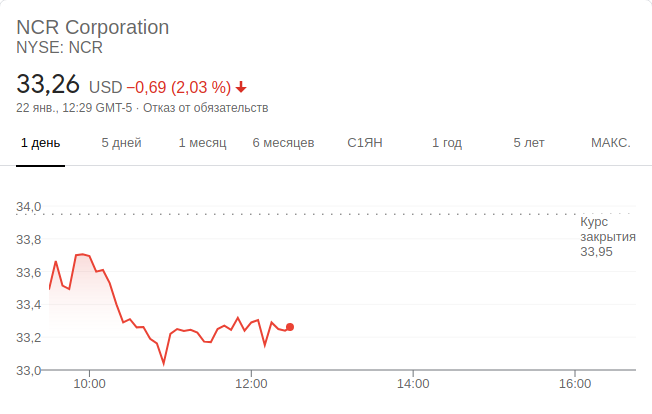 NCR Corporation
NYSE: NCR
33,26 USD −0,69 (2,03 %)
22 янв., 12:29 GMT-5 · Отказ от обязательств
1 день 5 дней 1 месяц 6 месяцев С1ЯН 1 год 5 лет МАКС.
34,0
Курс
33,8
закрытия
33,95
33,6
33,4
33,2
33,0
10:00 12:00 14:00 16:00